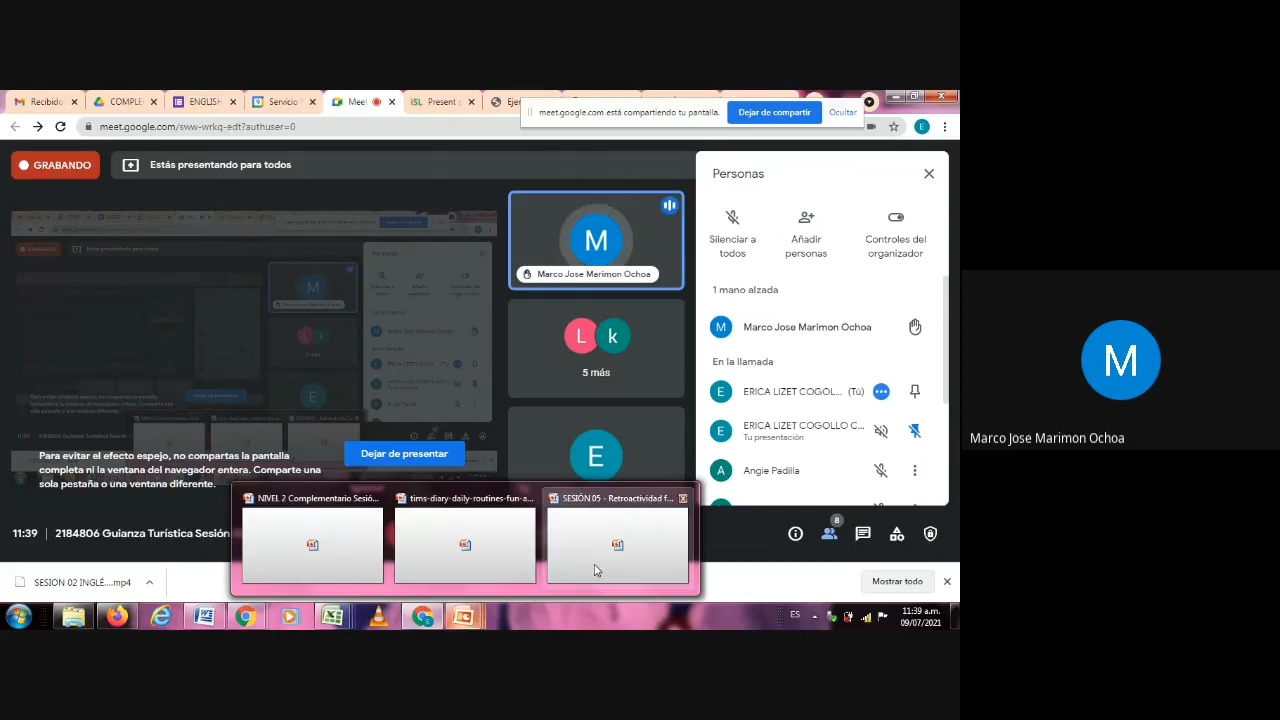 Recibido
COMPLE
ENGLISH
Servicio
Meet
Present p
Ejer
meet.google.com está compartiendo tu pantalla.
Dejar de compartir
Ocultar
meet.google.com/sww-wrkq-edt?authuser=0
E
GRABANDO
Estás presentando para todos
Personas
Silenciar a todos
Añadir personas
Controles del organizador
M
Marco Jose Marimon Ochoa
1 mano alzada
M
Marco Jose Marimon Ochoa
En la llamada
L
k
5 más
E
ERICA LIZET COGOL... (Tú)
E
ERICA LIZET COGOLLO C...
Tu presentación
A
Angie Padilla
E
Para evitar el efecto espejo, no compartas la pantalla
completa ni la ventana del navegador entera. Comparte una
sola pestaña o una ventana diferente.
Dejar de presentar
NIVEL 2 Complementario Sesió...
tims-diary-daily-routines-fun-a...
SESIÓN 05 - Retroactividad f...
11:39
2184806 Guianza Turística Sesión
8
SESION 02 INGLÉ....mp4
Mostrar todo
ES
11:39 a.m.
09/07/2021
M
Marco Jose Marimon Ochoa